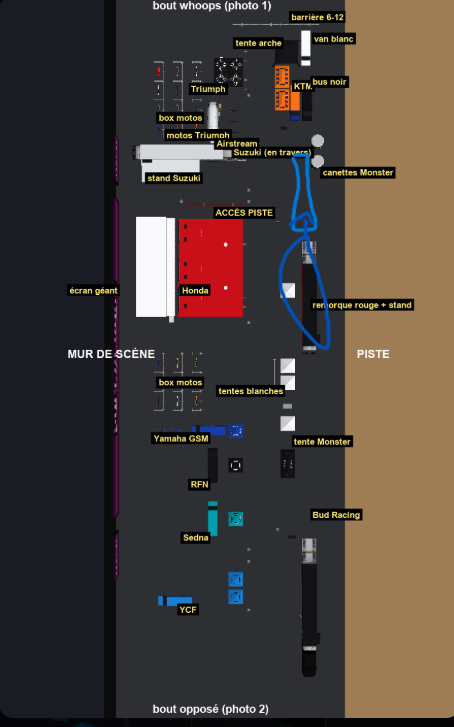 bout whoops (photo 1)
barrière 6-12
van blanc
tente arche
bus noir
KTM
Triumph
box motos
motos Triumph
Airstream
Suzuki (en travers)
canettes Monster
stand Suzuki
ACCÈS PISTE
écran géant
Honda
remorque rouge + stand
MUR DE SCÈNE
PISTE
box motos
tentes blanches
Yamaha GSM
tente Monster
RFN
Bud Racing
Sedna
YCF
bout opposé (photo 2)